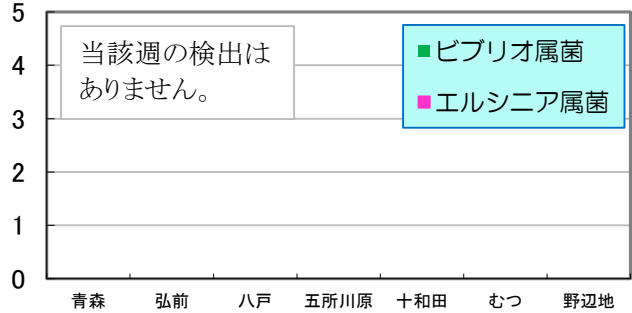 5
当該週の検出は
ありません。
■ビブリオ属菌
■エルシニア属菌
4
3
2
1
0
青森 弘前 八戸 五所川原 十和田 むつ 野辺地